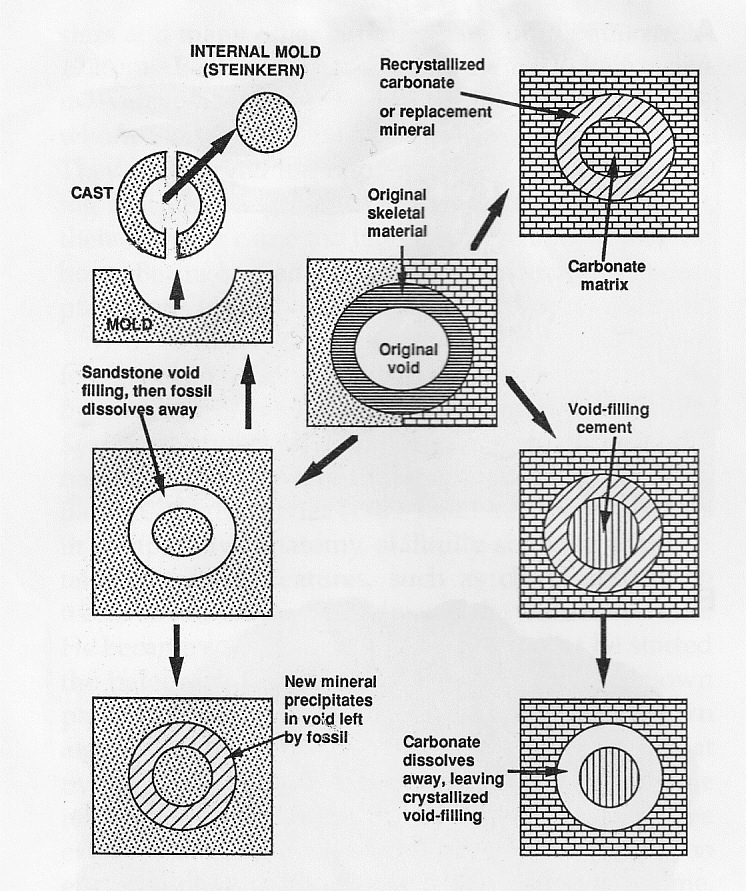 INTERNAL MOLD
(STEINKERN)
Recrystallized
carbonate
or replacement
mineral
CAST
Original
skeletal
material
Carbonate
matrix
MOLD
Original
void
Sandstone void
filling, then fossil
dissolves away
Void-filling
cement
New mineral
precipitates
in void left
by fossil
Carbonate
dissolves
away, leaving
crystallized
void-filling